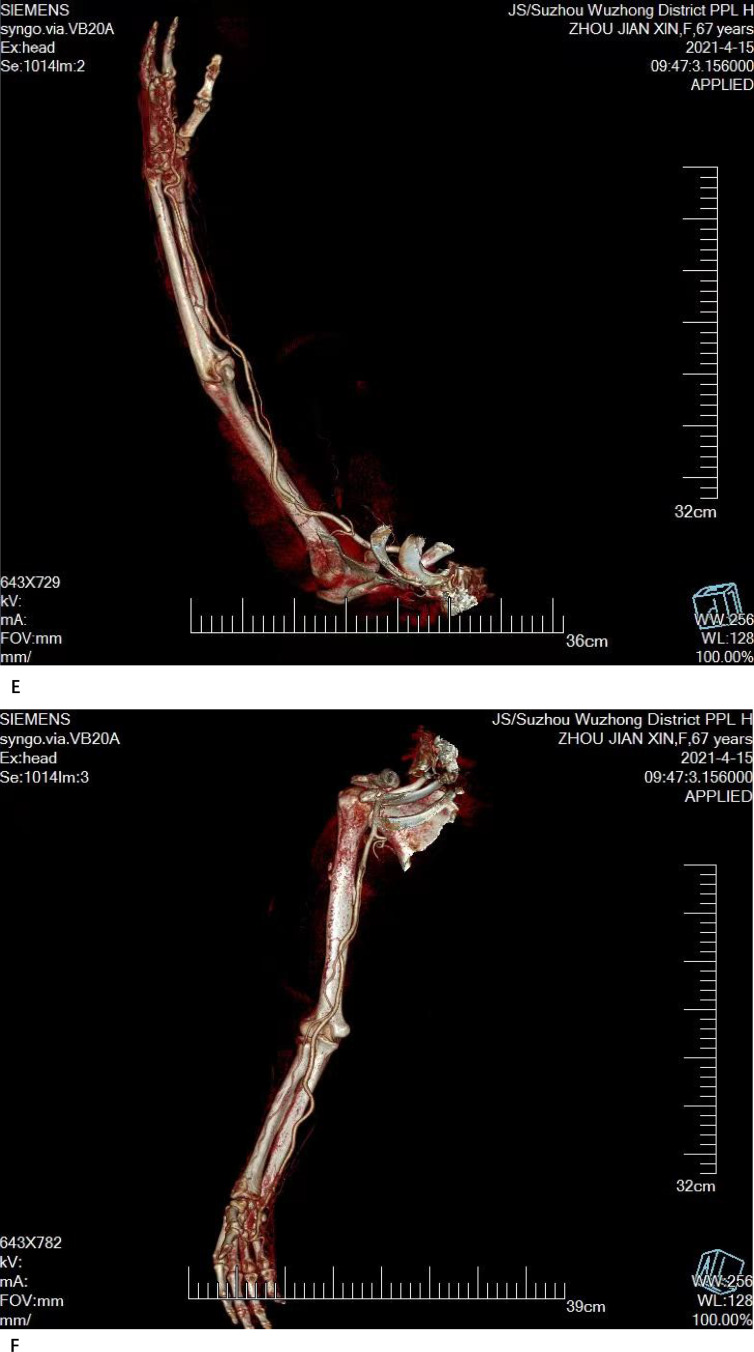 SIEMENS
syngo.via.VB20A
Ex:head
Se:1014Im:2
JS/Suzhou Wuzhong District PPL H
ZHOU JIAN XIN,F,67 years
2021-4-15
09:47:3.156000
APPLIED
32cm
36cm
643X729
kV:
mA:
FOV:mm
mm/
WW:256
WL:128
100.00%
E
SIEMENS
syngo.via.VB20A
Ex:head
Se:1014Im:3
JS/Suzhou Wuzhong District PPL H
ZHOU JIAN XIN,F,67 years
2021-4-15
09:47:3.156000
APPLIED
32cm
39cm
643X782
kV:
mA:
FOV:mm
mm/
WW:256
WL:128
100.00%
F